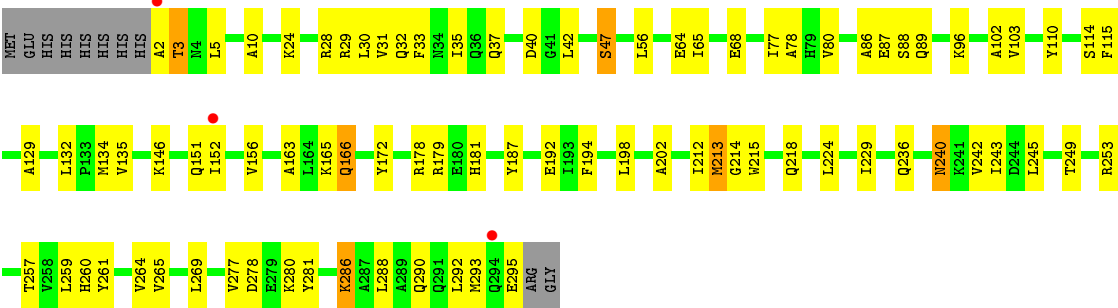 MET GLU HIS HIS HIS HIS HIS HIS A2 T3 N4 L5 A10 K24 R28 R29 L30 V31 Q32 F33 N34 I35 Q36 Q37 D40 G41 L42 S47 L56 E64 I65 E68 I77 A78 H79 V80 A86 E87 S88 Q89 K96 A102 V103 Y110 S114 F115
A129 L132 P133 M134 V135 K146 Q151 I152 V156 A163 L164 K165 Q166 Y172 R178 R179 E180 H181 Y187 E192 I193 F194 L198 A202 I212 M213 G214 W215 Q218 L224 I229 Q236 N240 K241 V242 I243 D244 L245 T249 R253
T257 V258 L259 H260 Y261 V264 V265 L269 V277 D278 E279 K280 Y281 K286 A287 L288 A289 Q290 Q291 L292 M293 Q294 E295 ARG GLY